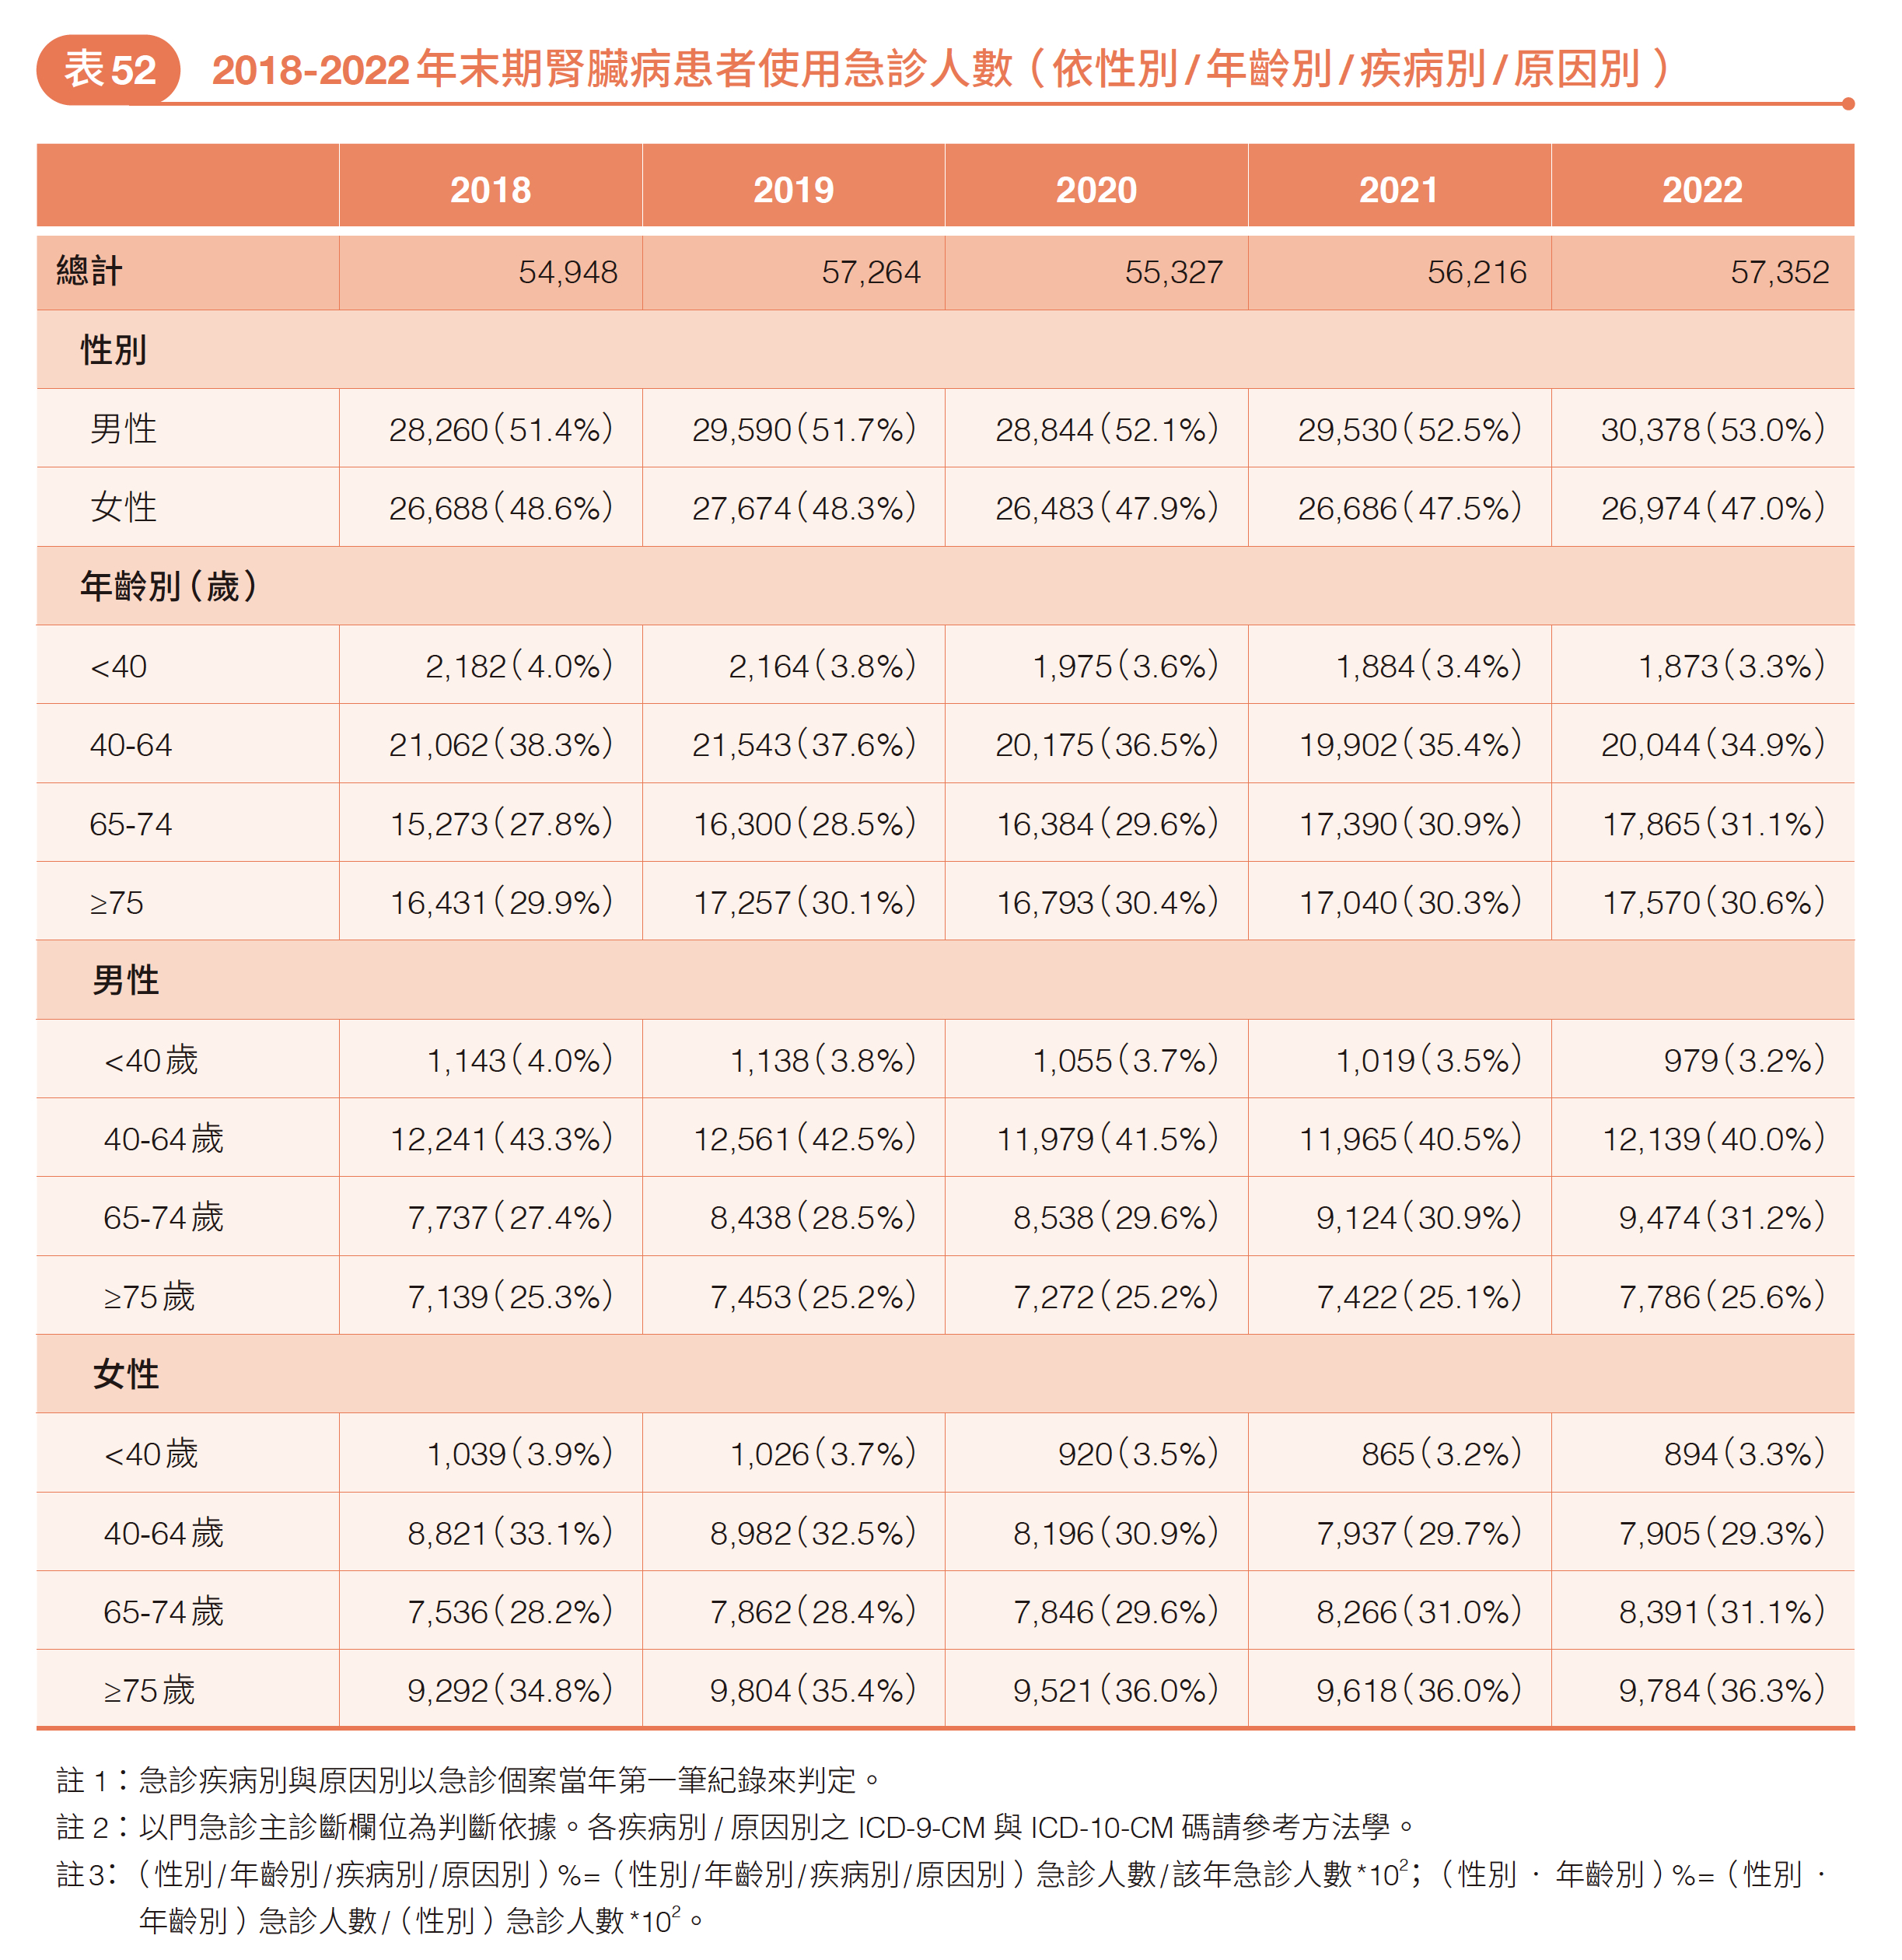 表52 2018-2022年末期腎臟病患者使用急診人數（依性別/年齡別/疾病別/原因別）
2018 2019 2020 2021 2022
總計 54,948 57,264 55,327 56,216 57,352
性別
男性 28,260(51.4%) 29,590(51.7%) 28,844(52.1%) 29,530(52.5%) 30,378(53.0%)
女性 26,688(48.6%) 27,674(48.3%) 26,483(47.9%) 26,686(47.5%) 26,974(47.0%)
年齡別(歲)
<40 2,182(4.0%) 2,164(3.8%) 1,975(3.6%) 1,884(3.4%) 1,873(3.3%)
40-64 21,062(38.3%) 21,543(37.6%) 20,175(36.5%) 19,902(35.4%) 20,044(34.9%)
65-74 15,273(27.8%) 16,300(28.5%) 16,384(29.6%) 17,390(30.9%) 17,865(31.1%)
≥75 16,431(29.9%) 17,257(30.1%) 16,793(30.4%) 17,040(30.3%) 17,570(30.6%)
男性
<40歲 1,143(4.0%) 1,138(3.8%) 1,055(3.7%) 1,019(3.5%) 979(3.2%)
40-64歲 12,241(43.3%) 12,561(42.5%) 11,979(41.5%) 11,965(40.5%) 12,139(40.0%)
65-74歲 7,737(27.4%) 8,438(28.5%) 8,538(29.6%) 9,124(30.9%) 9,474(31.2%)
≥75歲 7,139(25.3%) 7,453(25.2%) 7,272(25.2%) 7,422(25.1%) 7,786(25.6%)
女性
<40歲 1,039(3.9%) 1,026(3.7%) 920(3.5%) 865(3.2%) 894(3.3%)
40-64歲 8,821(33.1%) 8,982(32.5%) 8,196(30.9%) 7,937(29.7%) 7,905(29.3%)
65-74歲 7,536(28.2%) 7,862(28.4%) 7,846(29.6%) 8,266(31.0%) 8,391(31.1%)
≥75歲 9,292(34.8%) 9,804(35.4%) 9,521(36.0%) 9,618(36.0%) 9,784(36.3%)
註 1：急診疾病別與原因別以急診個案當年第一筆紀錄來判定。
註 2：以門急診主診斷欄位為判斷依據。各疾病別 / 原因別之 ICD-9-CM 與 ICD-10-CM 碼請參考方法學。
註3：（性別/年齡別/疾病別/原因別）%=（性別/年齡別/疾病別/原因別）急診人數/該年急診人數*10²；（性別．年齡別）%=（性別．
年齡別）急診人數/（性別）急診人數*10²。